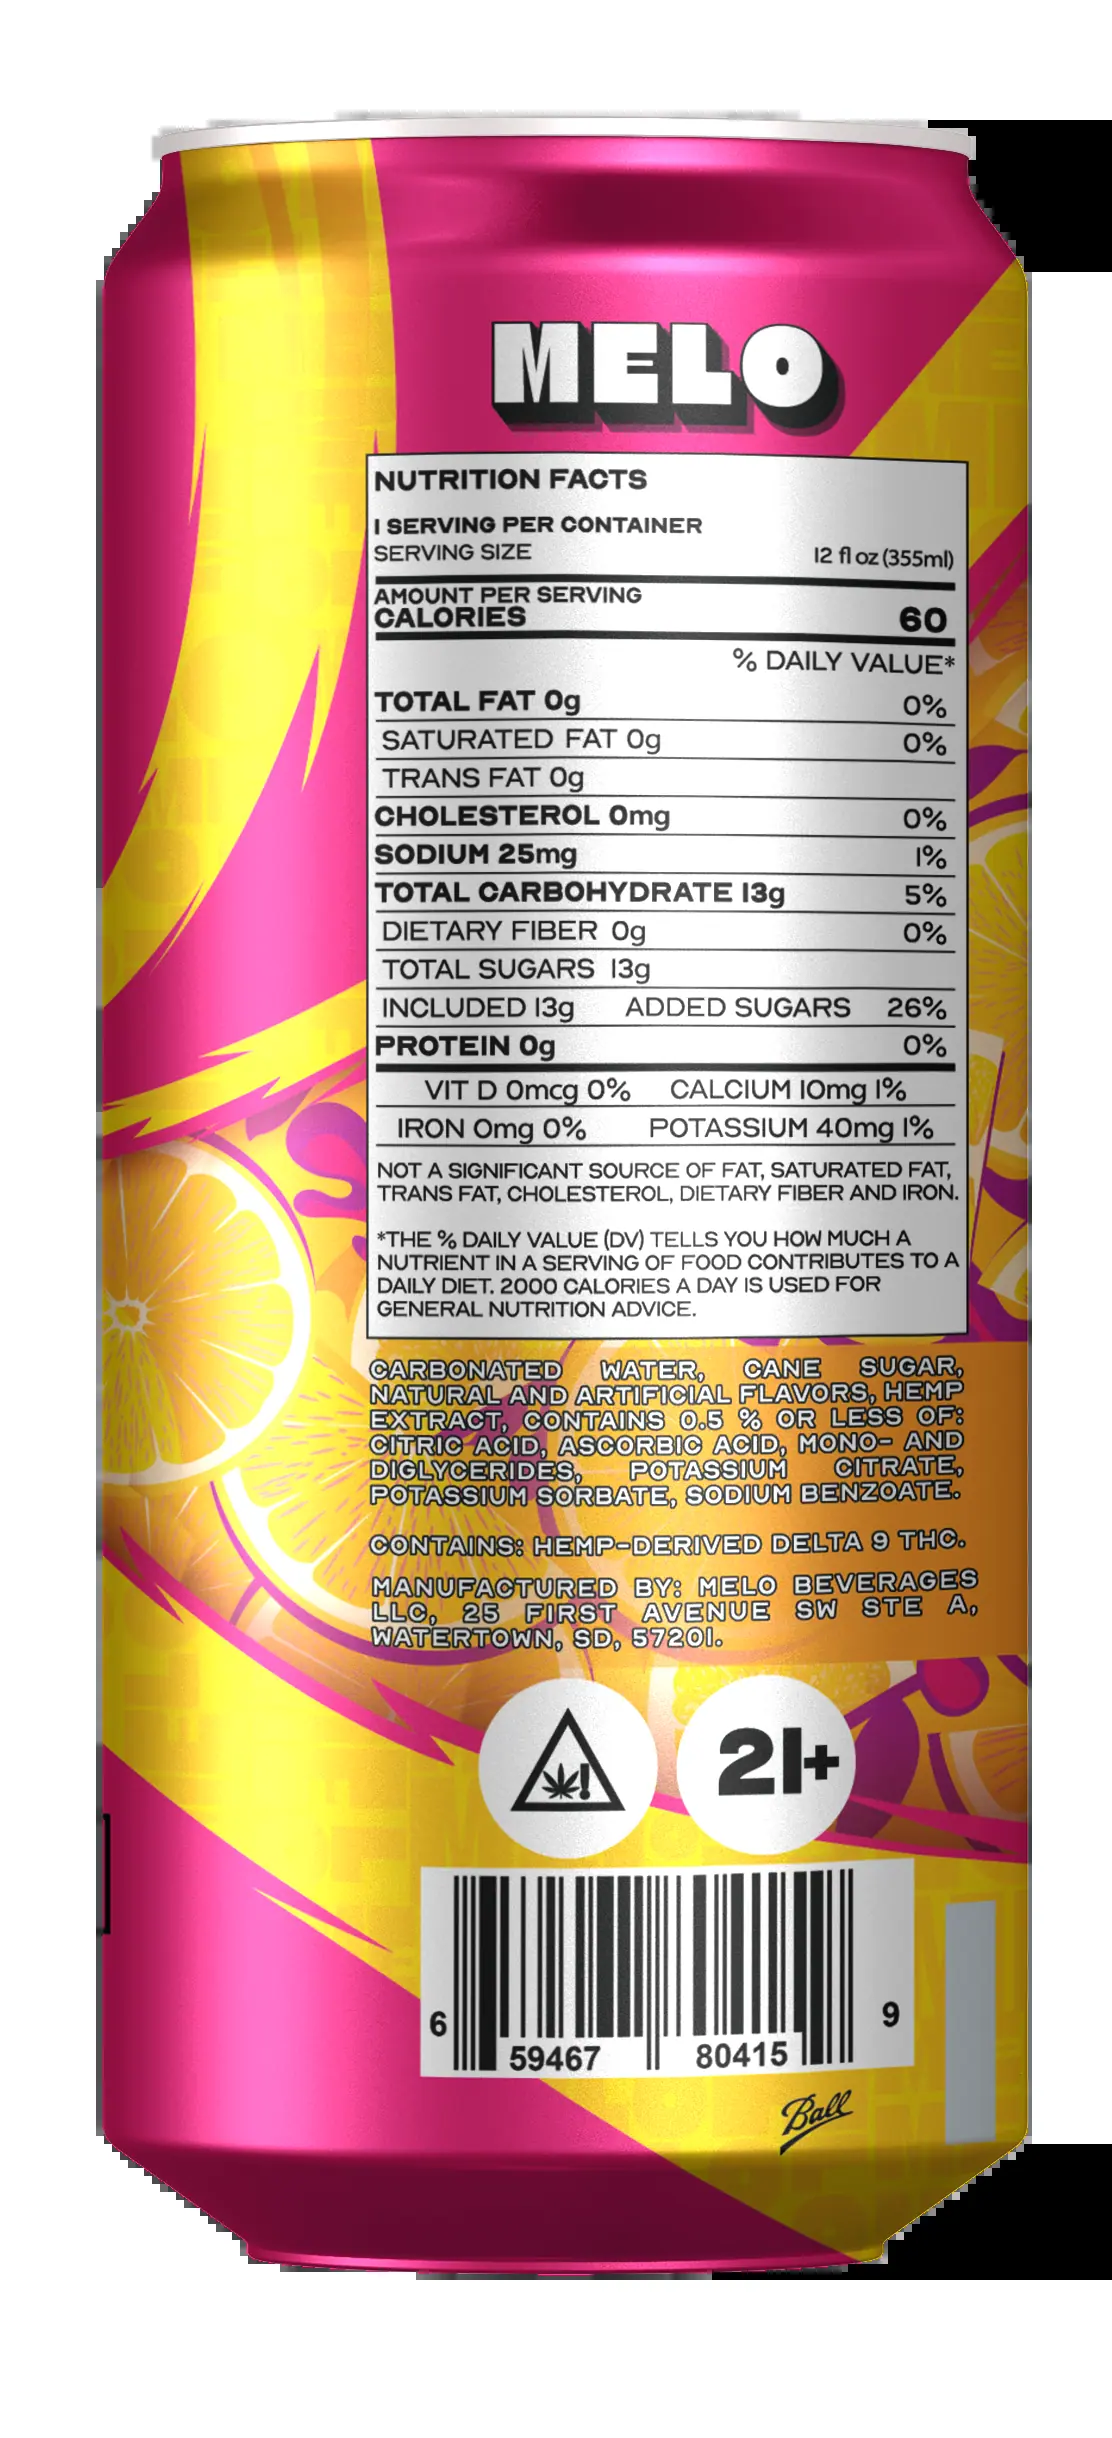 MELO
NUTRITION FACTS
1 SERVING PER CONTAINER
SERVING SIZE 12 fl oz (355ml)
AMOUNT PER SERVING
CALORIES 60
% DAILY VALUE*
TOTAL FAT 0g 0%
SATURATED FAT 0g 0%
TRANS FAT 0g
CHOLESTEROL 0mg 0%
SODIUM 25mg 1%
TOTAL CARBOHYDRATE 13g 5%
DIETARY FIBER 0g 0%
TOTAL SUGARS 13g
INCLUDED 13g ADDED SUGARS 26%
PROTEIN 0g 0%
VIT D 0mcg 0% CALCIUM 10mg 1%
IRON 0mg 0% POTASSIUM 40mg 1%
NOT A SIGNIFICANT SOURCE OF FAT, SATURATED FAT,
TRANS FAT, CHOLESTEROL, DIETARY FIBER AND IRON.
*THE % DAILY VALUE (DV) TELLS YOU HOW MUCH A
NUTRIENT IN A SERVING OF FOOD CONTRIBUTES TO A
DAILY DIET. 2000 CALORIES A DAY IS USED FOR
GENERAL NUTRITION ADVICE.
CARBONATED WATER, CANE SUGAR,
NATURAL AND ARTIFICIAL FLAVORS, HEMP
EXTRACT, CONTAINS 0.5 % OR LESS OF:
CITRIC ACID, ASCORBIC ACID, MONO- AND
DIGLYCERIDES, POTASSIUM CITRATE,
POTASSIUM SORBATE, SODIUM BENZOATE.
CONTAINS: HEMP-DERIVED DELTA 9 THC.
MANUFACTURED BY: MELO BEVERAGES
LLC, 25 FIRST AVENUE SW STE A,
WATERTOWN, SD, 57201.
!
21+
6 59467 80415 9
Ball